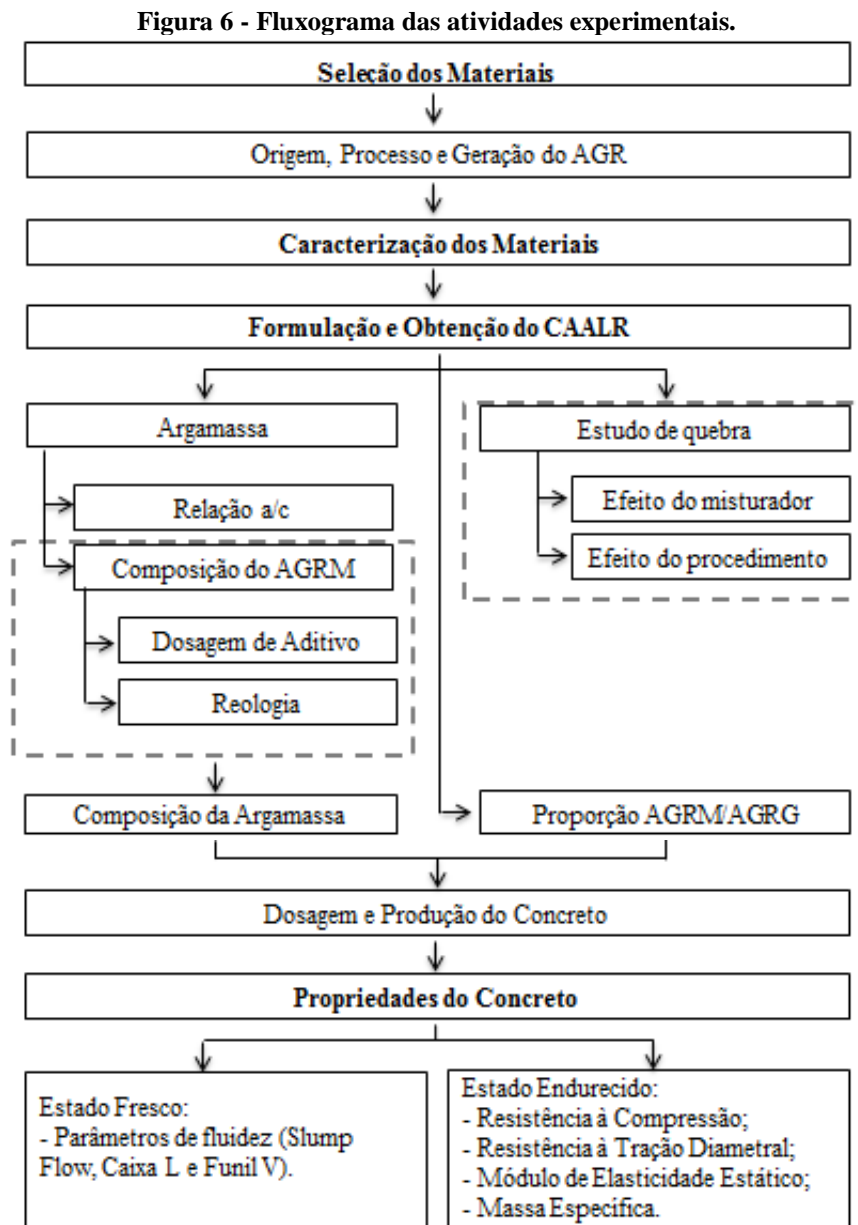 Figura 6 - Fluxograma das atividades experimentais.
Seleção dos Materiais
Origem, Processo e Geração do AGR
Caracterização dos Materiais
Formulação e Obtenção do CAALR
Argamassa
Relação a/c
Composição do AGRM
Dosagem de Aditivo
Reologia
Composição da Argamassa
Estudo de quebra
Efeito do misturador
Efeito do procedimento
Proporção AGRM/AGRG
Dosagem e Produção do Concreto
Propriedades do Concreto
Estado Fresco:
- Parâmetros de fluidez (Slump
Flow, Caixa L e Funil V).
Estado Endurecido:
- Resistência à Compressão;
- Resistência à Tração Diametral;
- Módulo de Elasticidade Estático;
- Massa Específica.